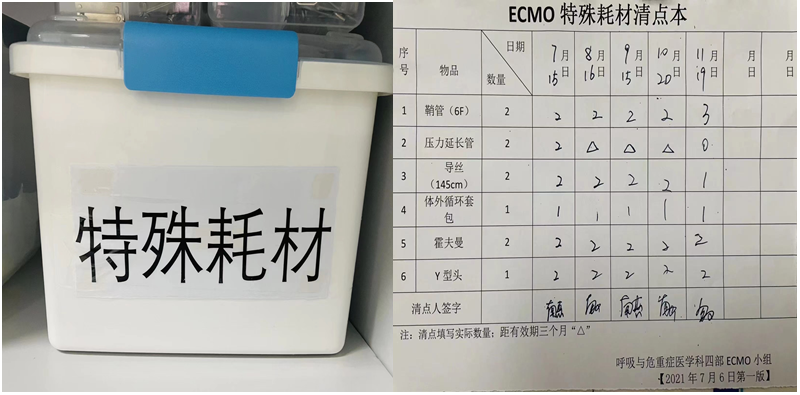 特殊耗材
ECMO 特殊耗材清点本
序号 物品 日期 数量 7月15日 8月16日 9月15日 10月20日 11月19日 月 日 月 日
1 鞘管（6F） 2 2 2 2 2 3
2 压力延长管 2 2 △ △ △ 0
3 导丝（145cm） 2 2 2 2 2 1
4 体外循环套包 1 1 1 1 1 1
5 霍夫曼 2 2 2 2 2 2
6 Y 型头 1 2 2 2 2 2
清点人签字
注：清点填写实际数量；距有效期三个月“△”
呼吸与危重症医学科四部 ECMO 小组
【2021 年 7 月 6 日第一版】